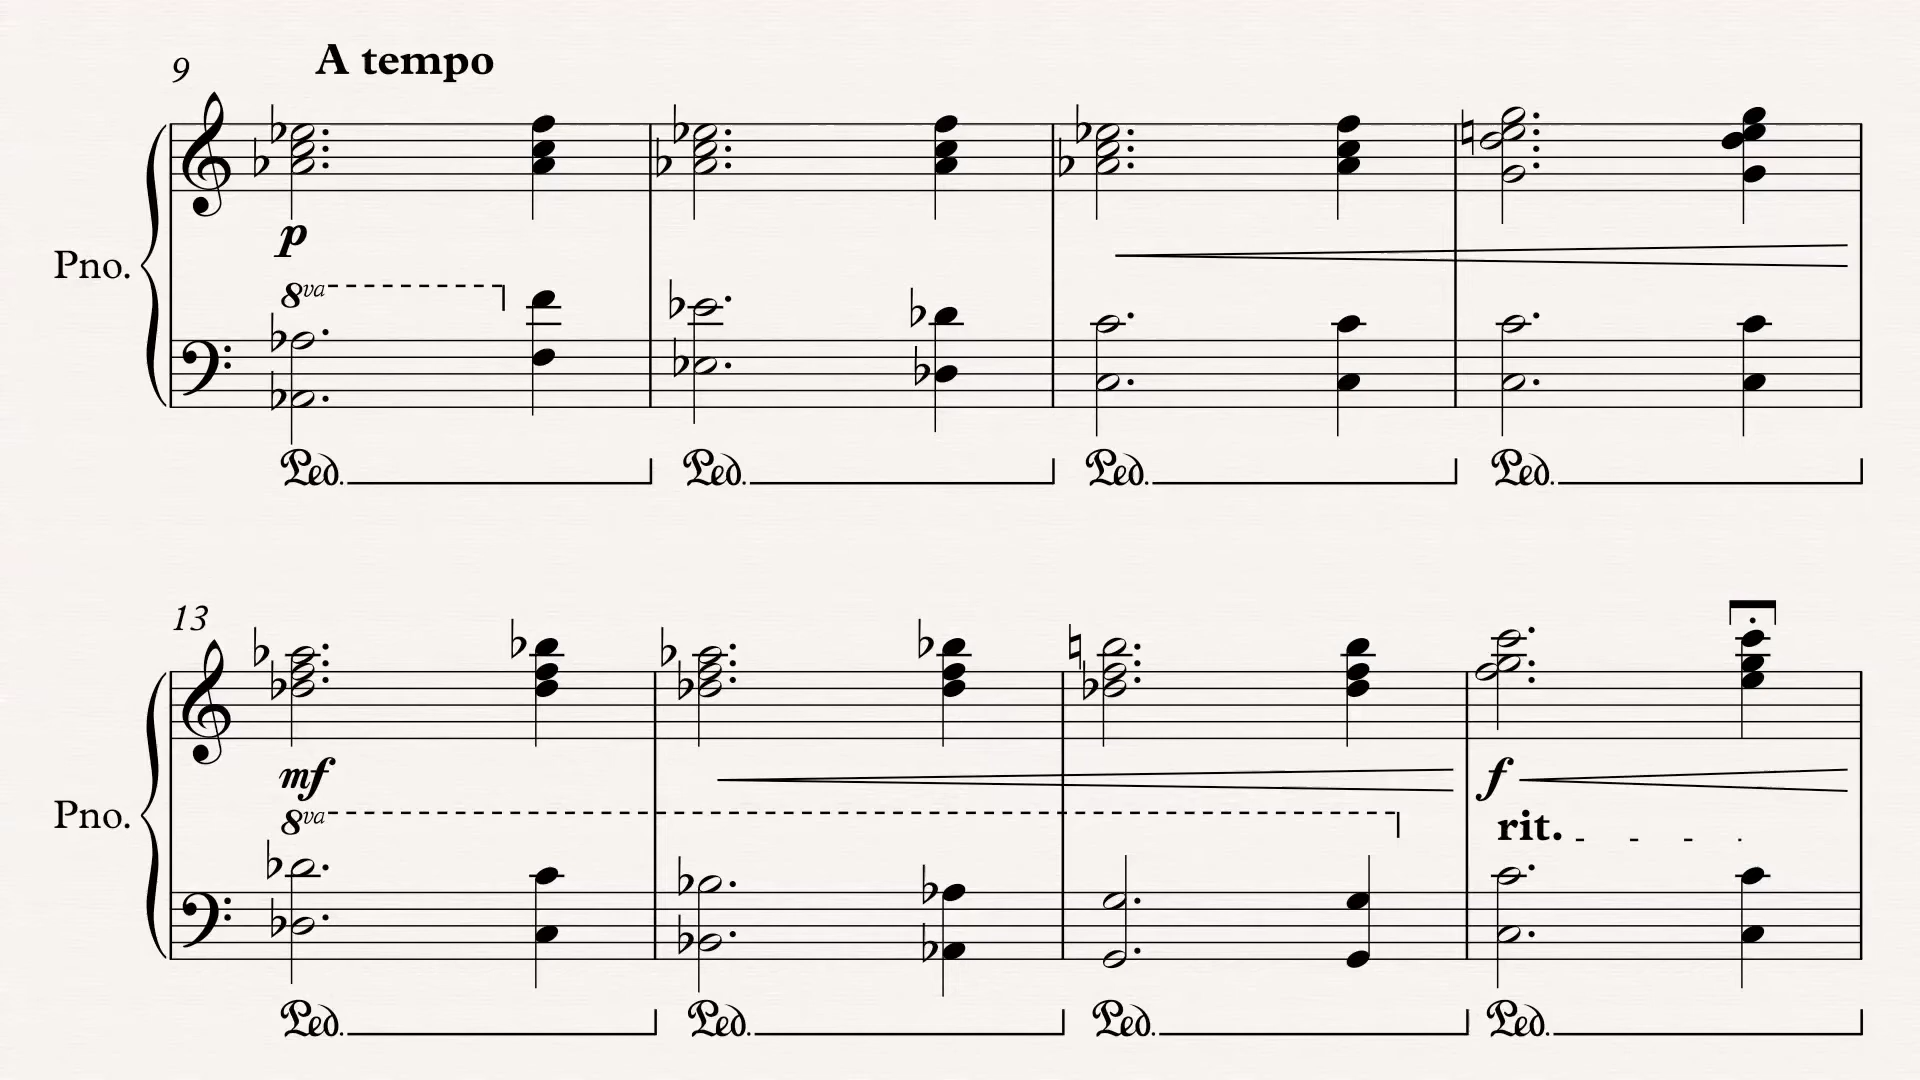 9
A tempo
p
Pno.
8va
Ped. Ped. Ped. Ped.
13
mf f
Pno.
8va rit.
Ped. Ped. Ped. Ped.